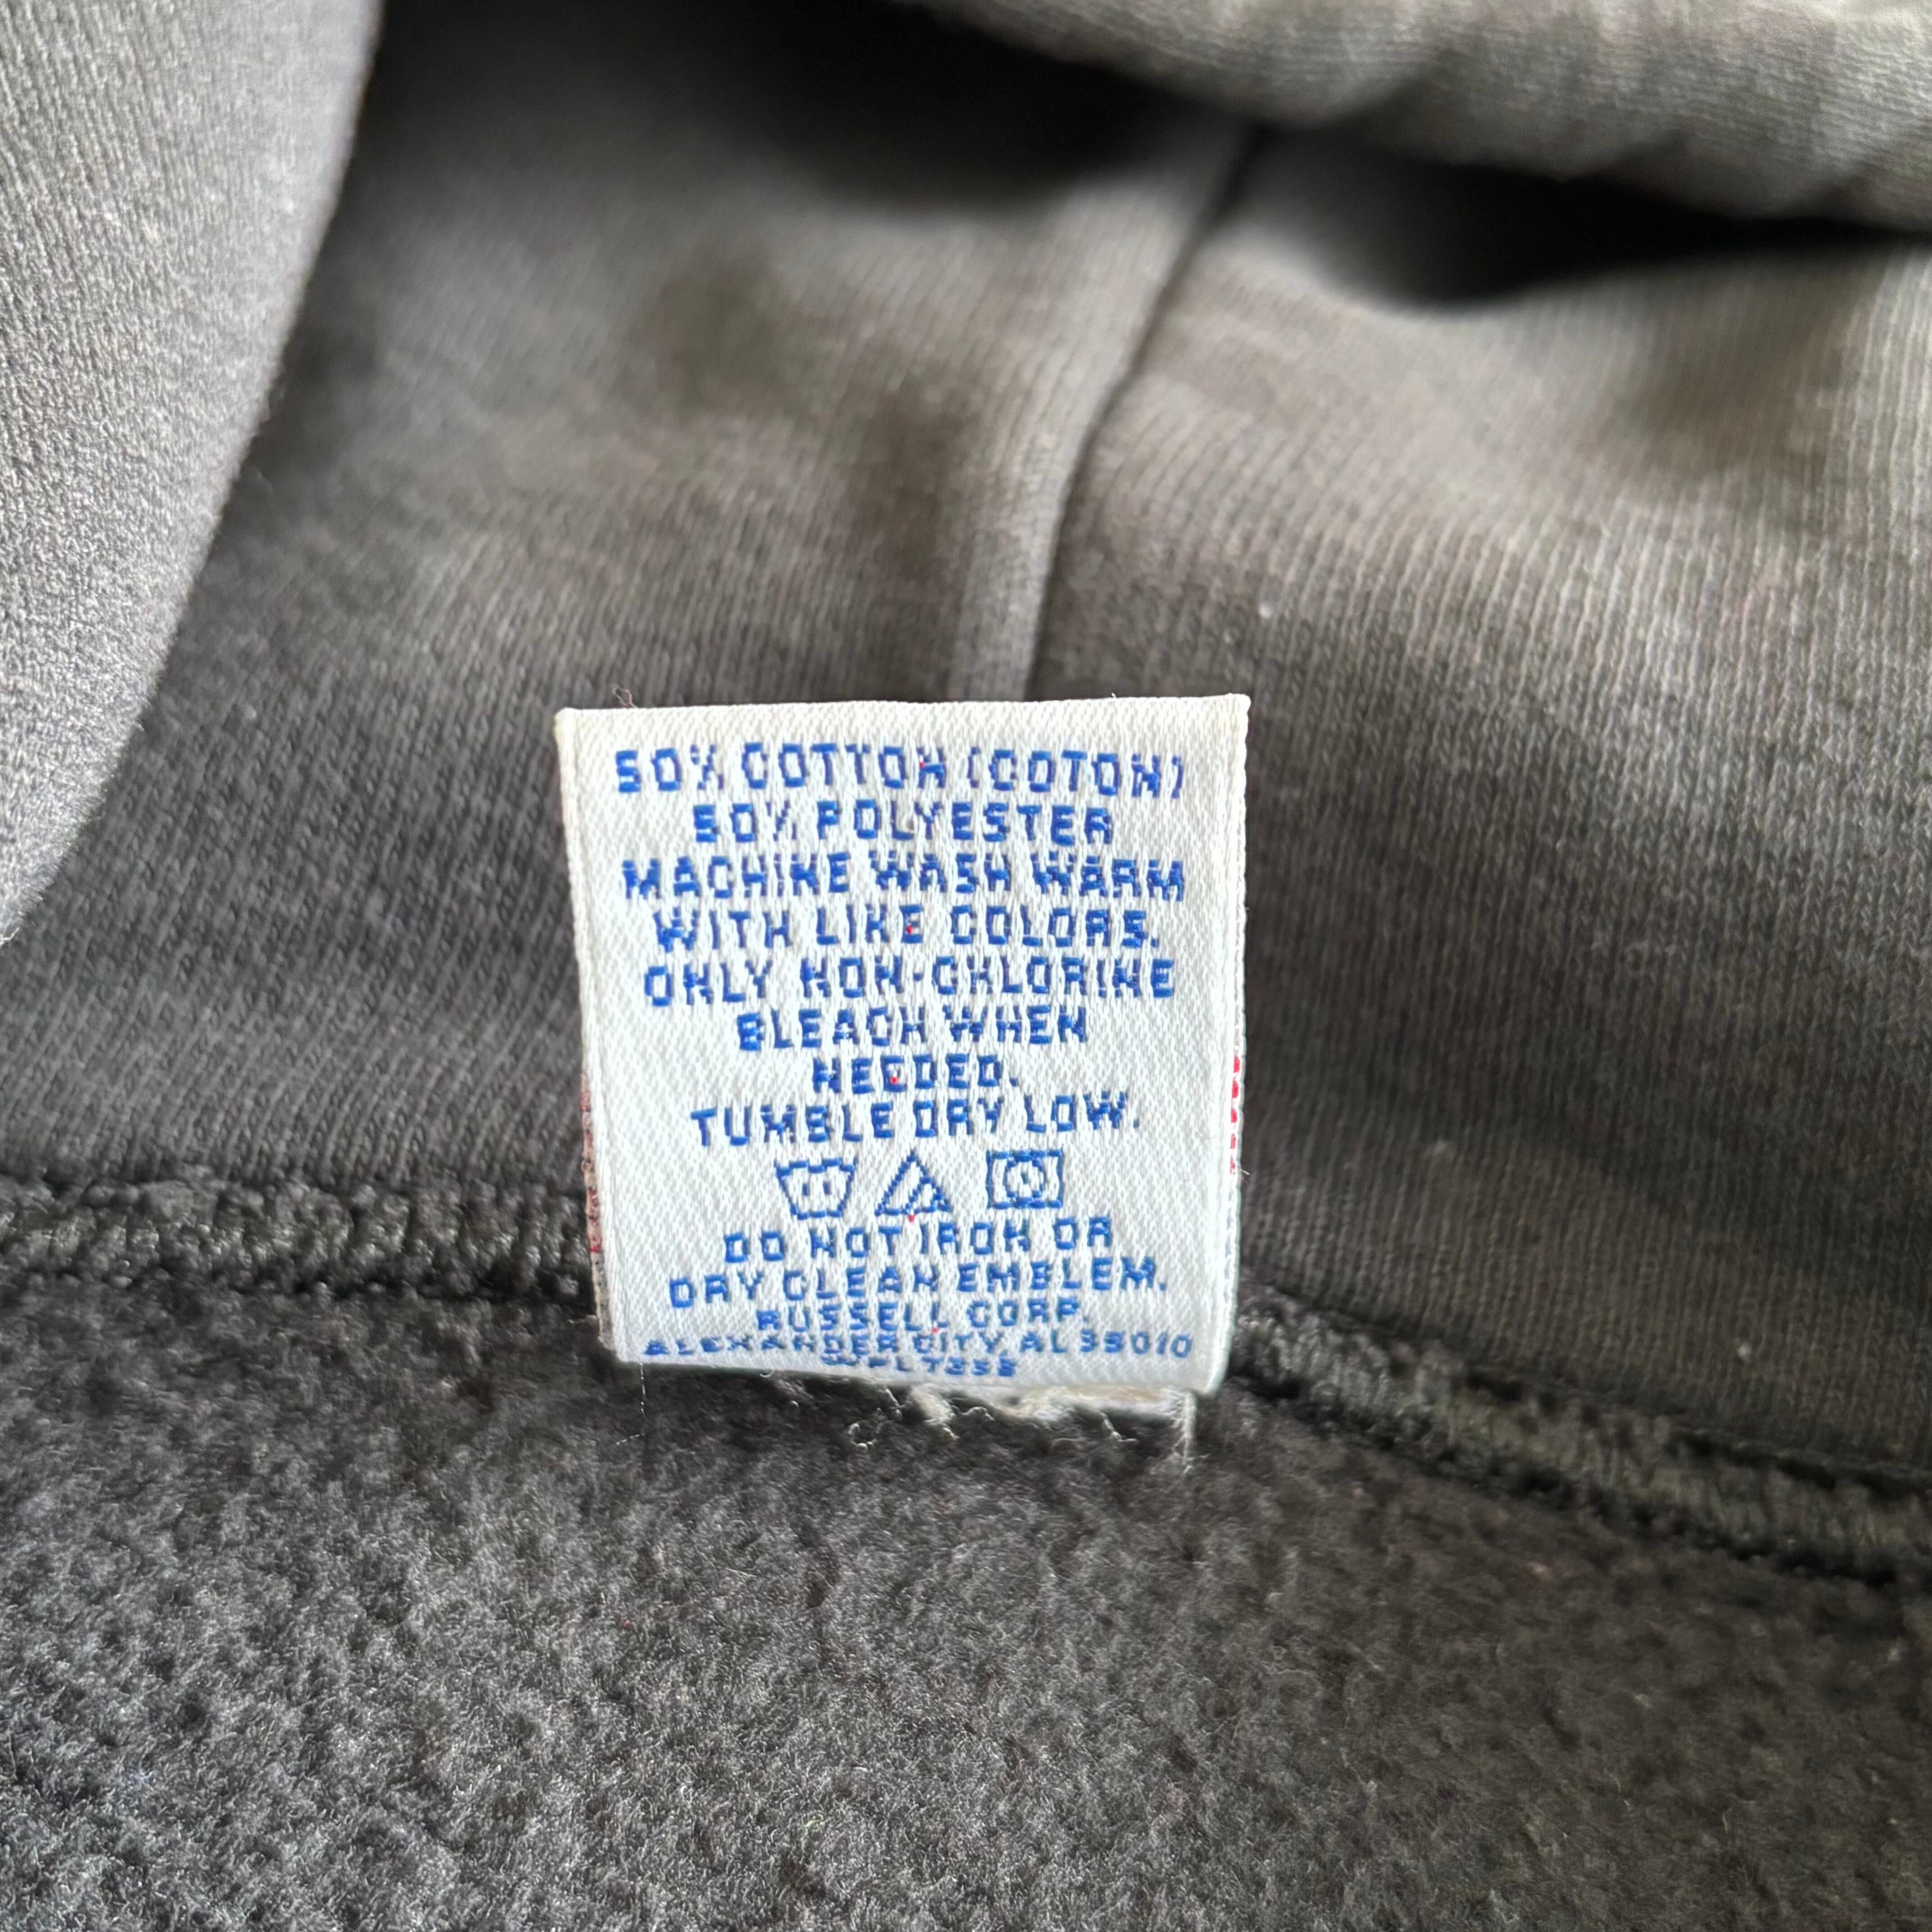 50% COTTON (COTON)
50% POLYESTER
MACHINE WASH WARM
WITH LIKE COLORS.
ONLY NON-CHLORINE
BLEACH WHEN
NEEDED.
TUMBLE DRY LOW.
DO NOT IRON OR
DRY CLEAN EMBLEM.
RUSSELL CORP.
ALEXANDER CITY, AL 35010